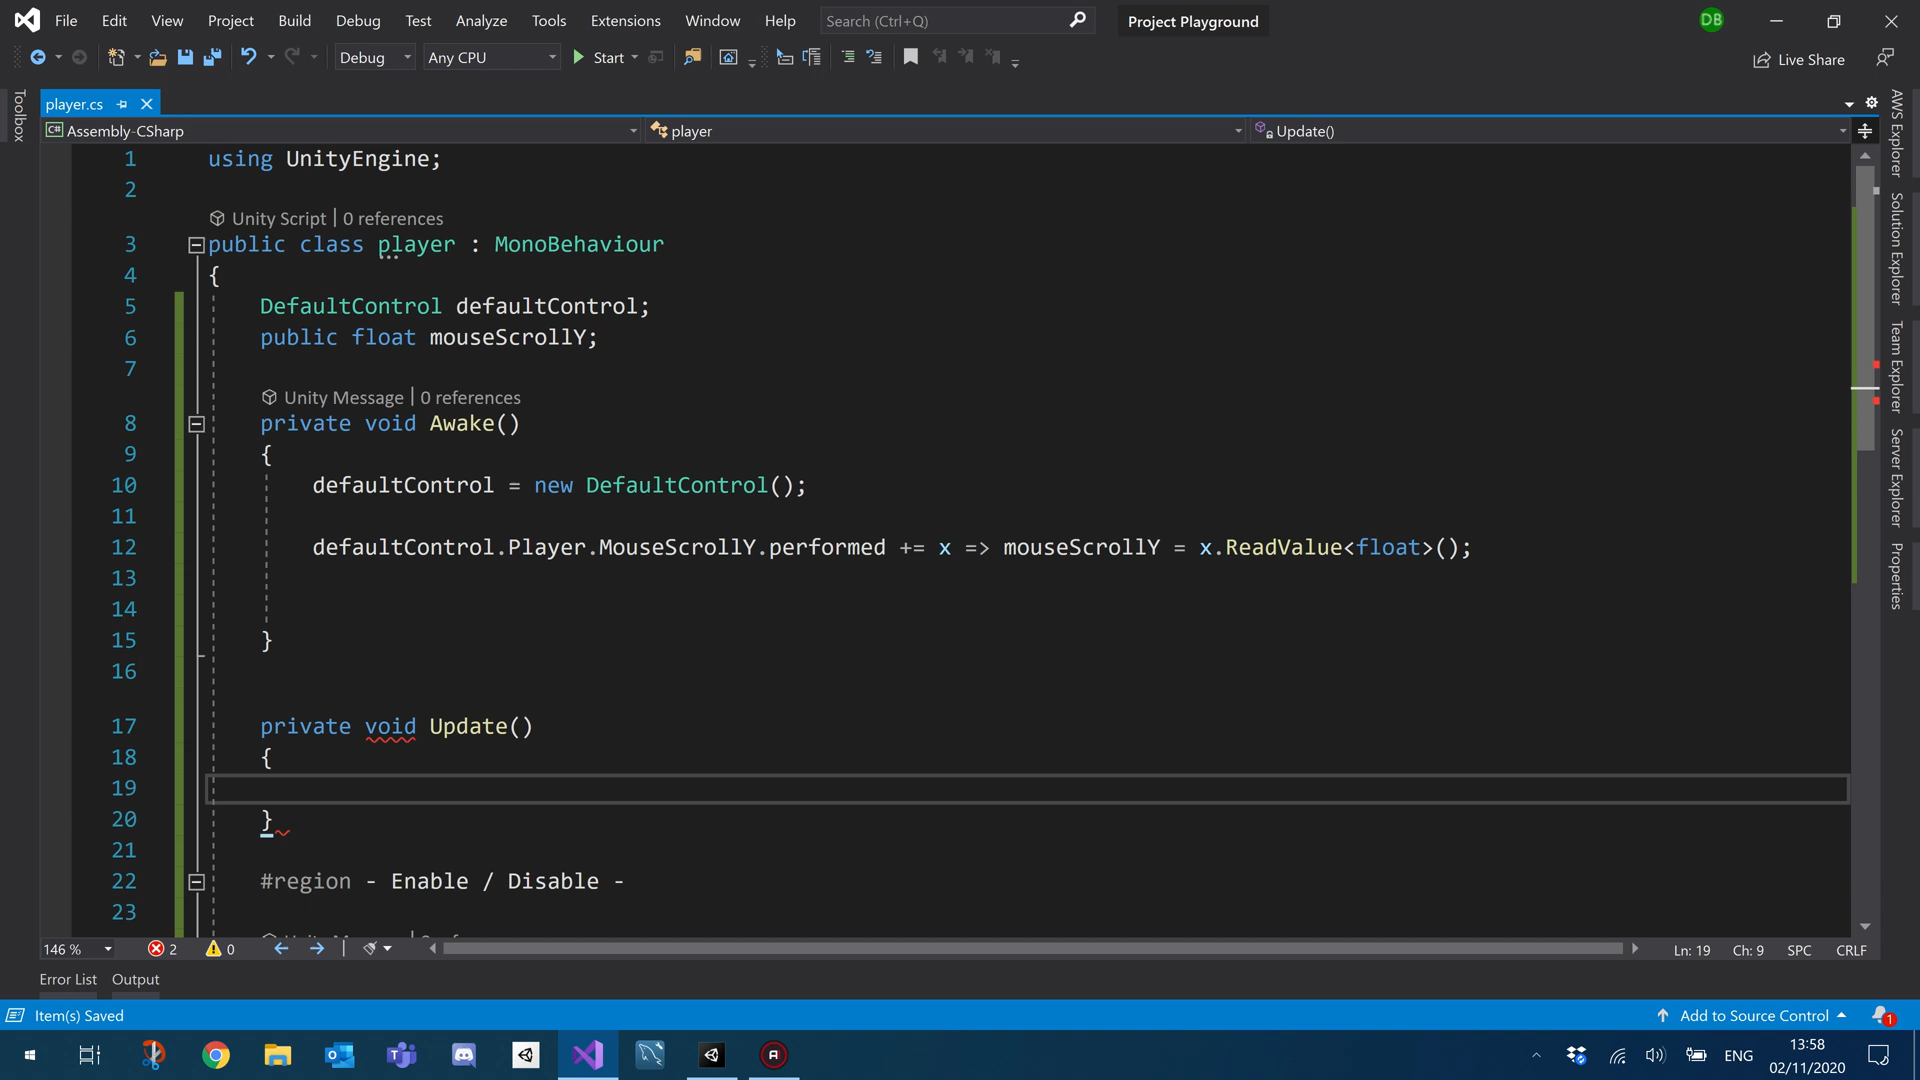 File Edit View Project Build Debug Test Analyze Tools Extensions Window Help Search (Ctrl+Q) Project Playground DB
Debug Any CPU Start Live Share
player.cs
Assembly-CSharp player Update()
Toolbox
AWS Explorer
Solution Explorer
Team Explorer
Server Explorer
Properties
1 using UnityEngine;
2
Unity Script | 0 references
3 public class player : MonoBehaviour
4 {
5 DefaultControl defaultControl;
6 public float mouseScrollY;
7
Unity Message | 0 references
8 private void Awake()
9 {
10 defaultControl = new DefaultControl();
11
12 defaultControl.Player.MouseScrollY.performed += x => mouseScrollY = x.ReadValue<float>();
13
14
15 }
16
17 private void Update()
18 {
19
20 }
21
22 #region - Enable / Disable -
23
146 % 2 0 Ln: 19 Ch: 9 SPC CRLF
Error List Output
Item(s) Saved Add to Source Control 1
ENG 13:58
02/11/2020